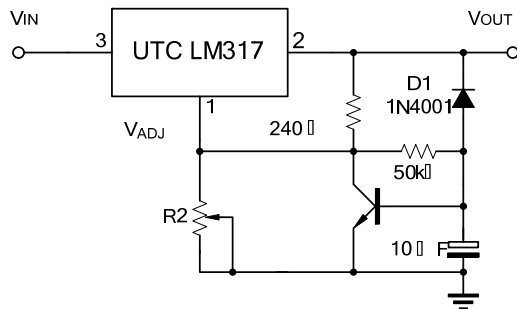 VIN
VOUT
3
UTC LM317
2
1
D1
1N4001
VADJ
240▯
50k▯
R2
10▯ F